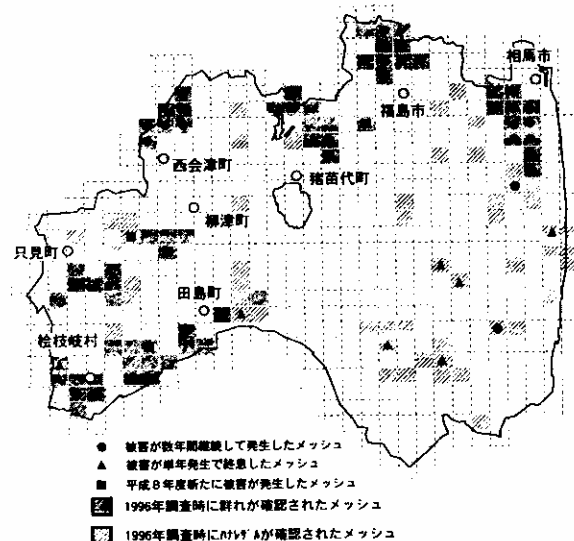 相馬市
福島市
西会津町
猪苗代町
柳津町
只見町
田島町
桧枝岐村
● 被害が数年間継続して発生したメッシュ
▲ 被害が単年発生で終息したメッシュ
■ 平成8年度新たに被害が発生したメッシュ
1996年調査時に群れが確認されたメッシュ
1996年調査時にハナレザルが確認されたメッシュ